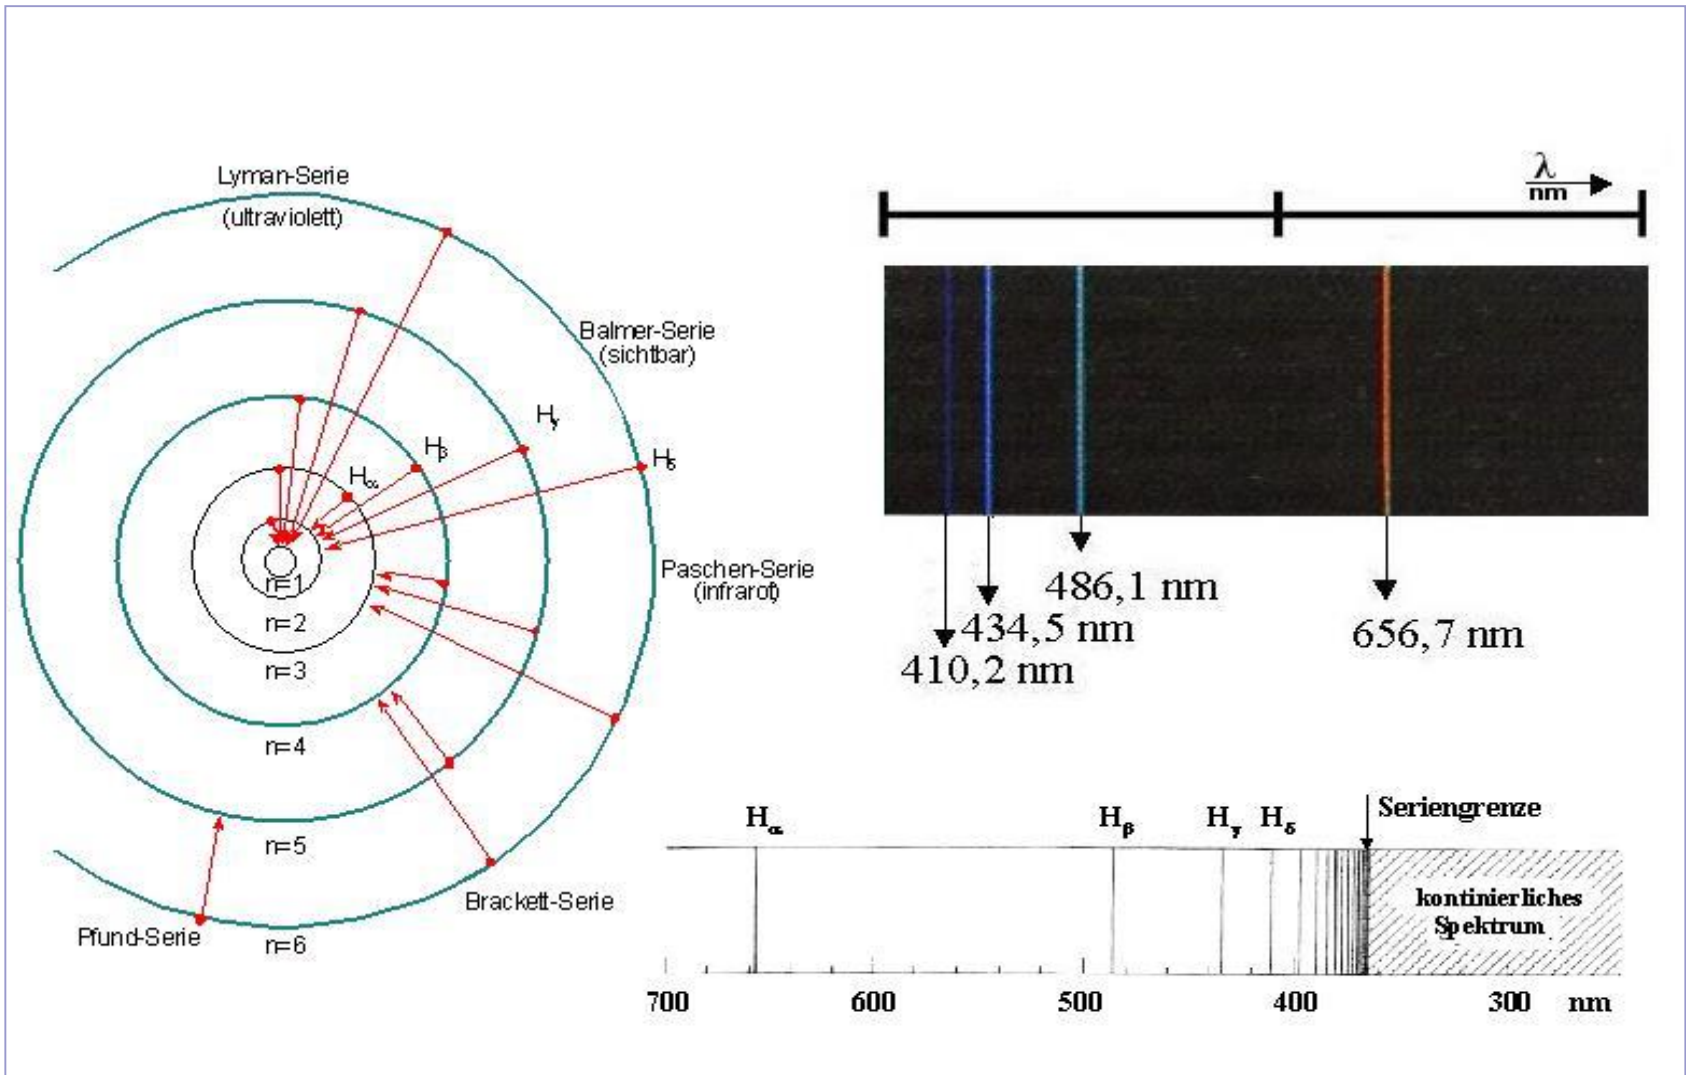 Lyman-Serie
(ultraviolett)
Balmer-Serie
(sichtbar)
Hγ
Hβ
Hδ
Hα
Paschen-Serie
(infrarot)
n=1
n=2
n=3
n=4
n=5
n=6
Brackett-Serie
Pfund-Serie
λ
nm
486,1 nm
434,5 nm
656,7 nm
410,2 nm
Hα
Hβ
Hγ
Hδ
Seriengrenze
kontinierliches
Spektrum
700 600 500 400 300 nm